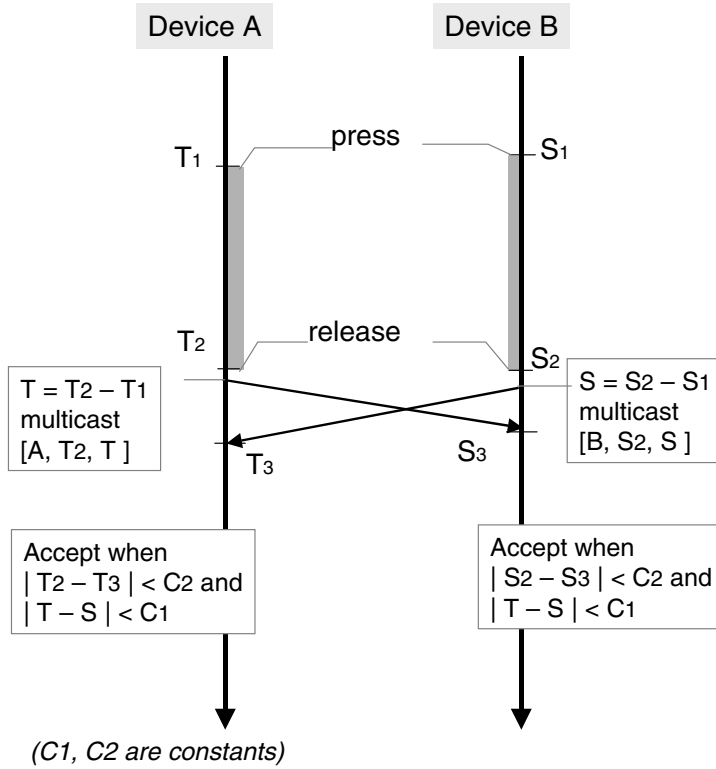 Device A
Device B
press
T1
S1
release
T2
S2
T = T2 – T1
multicast
[A, T2, T ]
S = S2 – S1
multicast
[B, S2, S ]
T3
S3
Accept when
| T2 – T3 | < C2 and
| T – S | < C1
Accept when
| S2 – S3 | < C2 and
| T – S | < C1
(C1, C2 are constants)